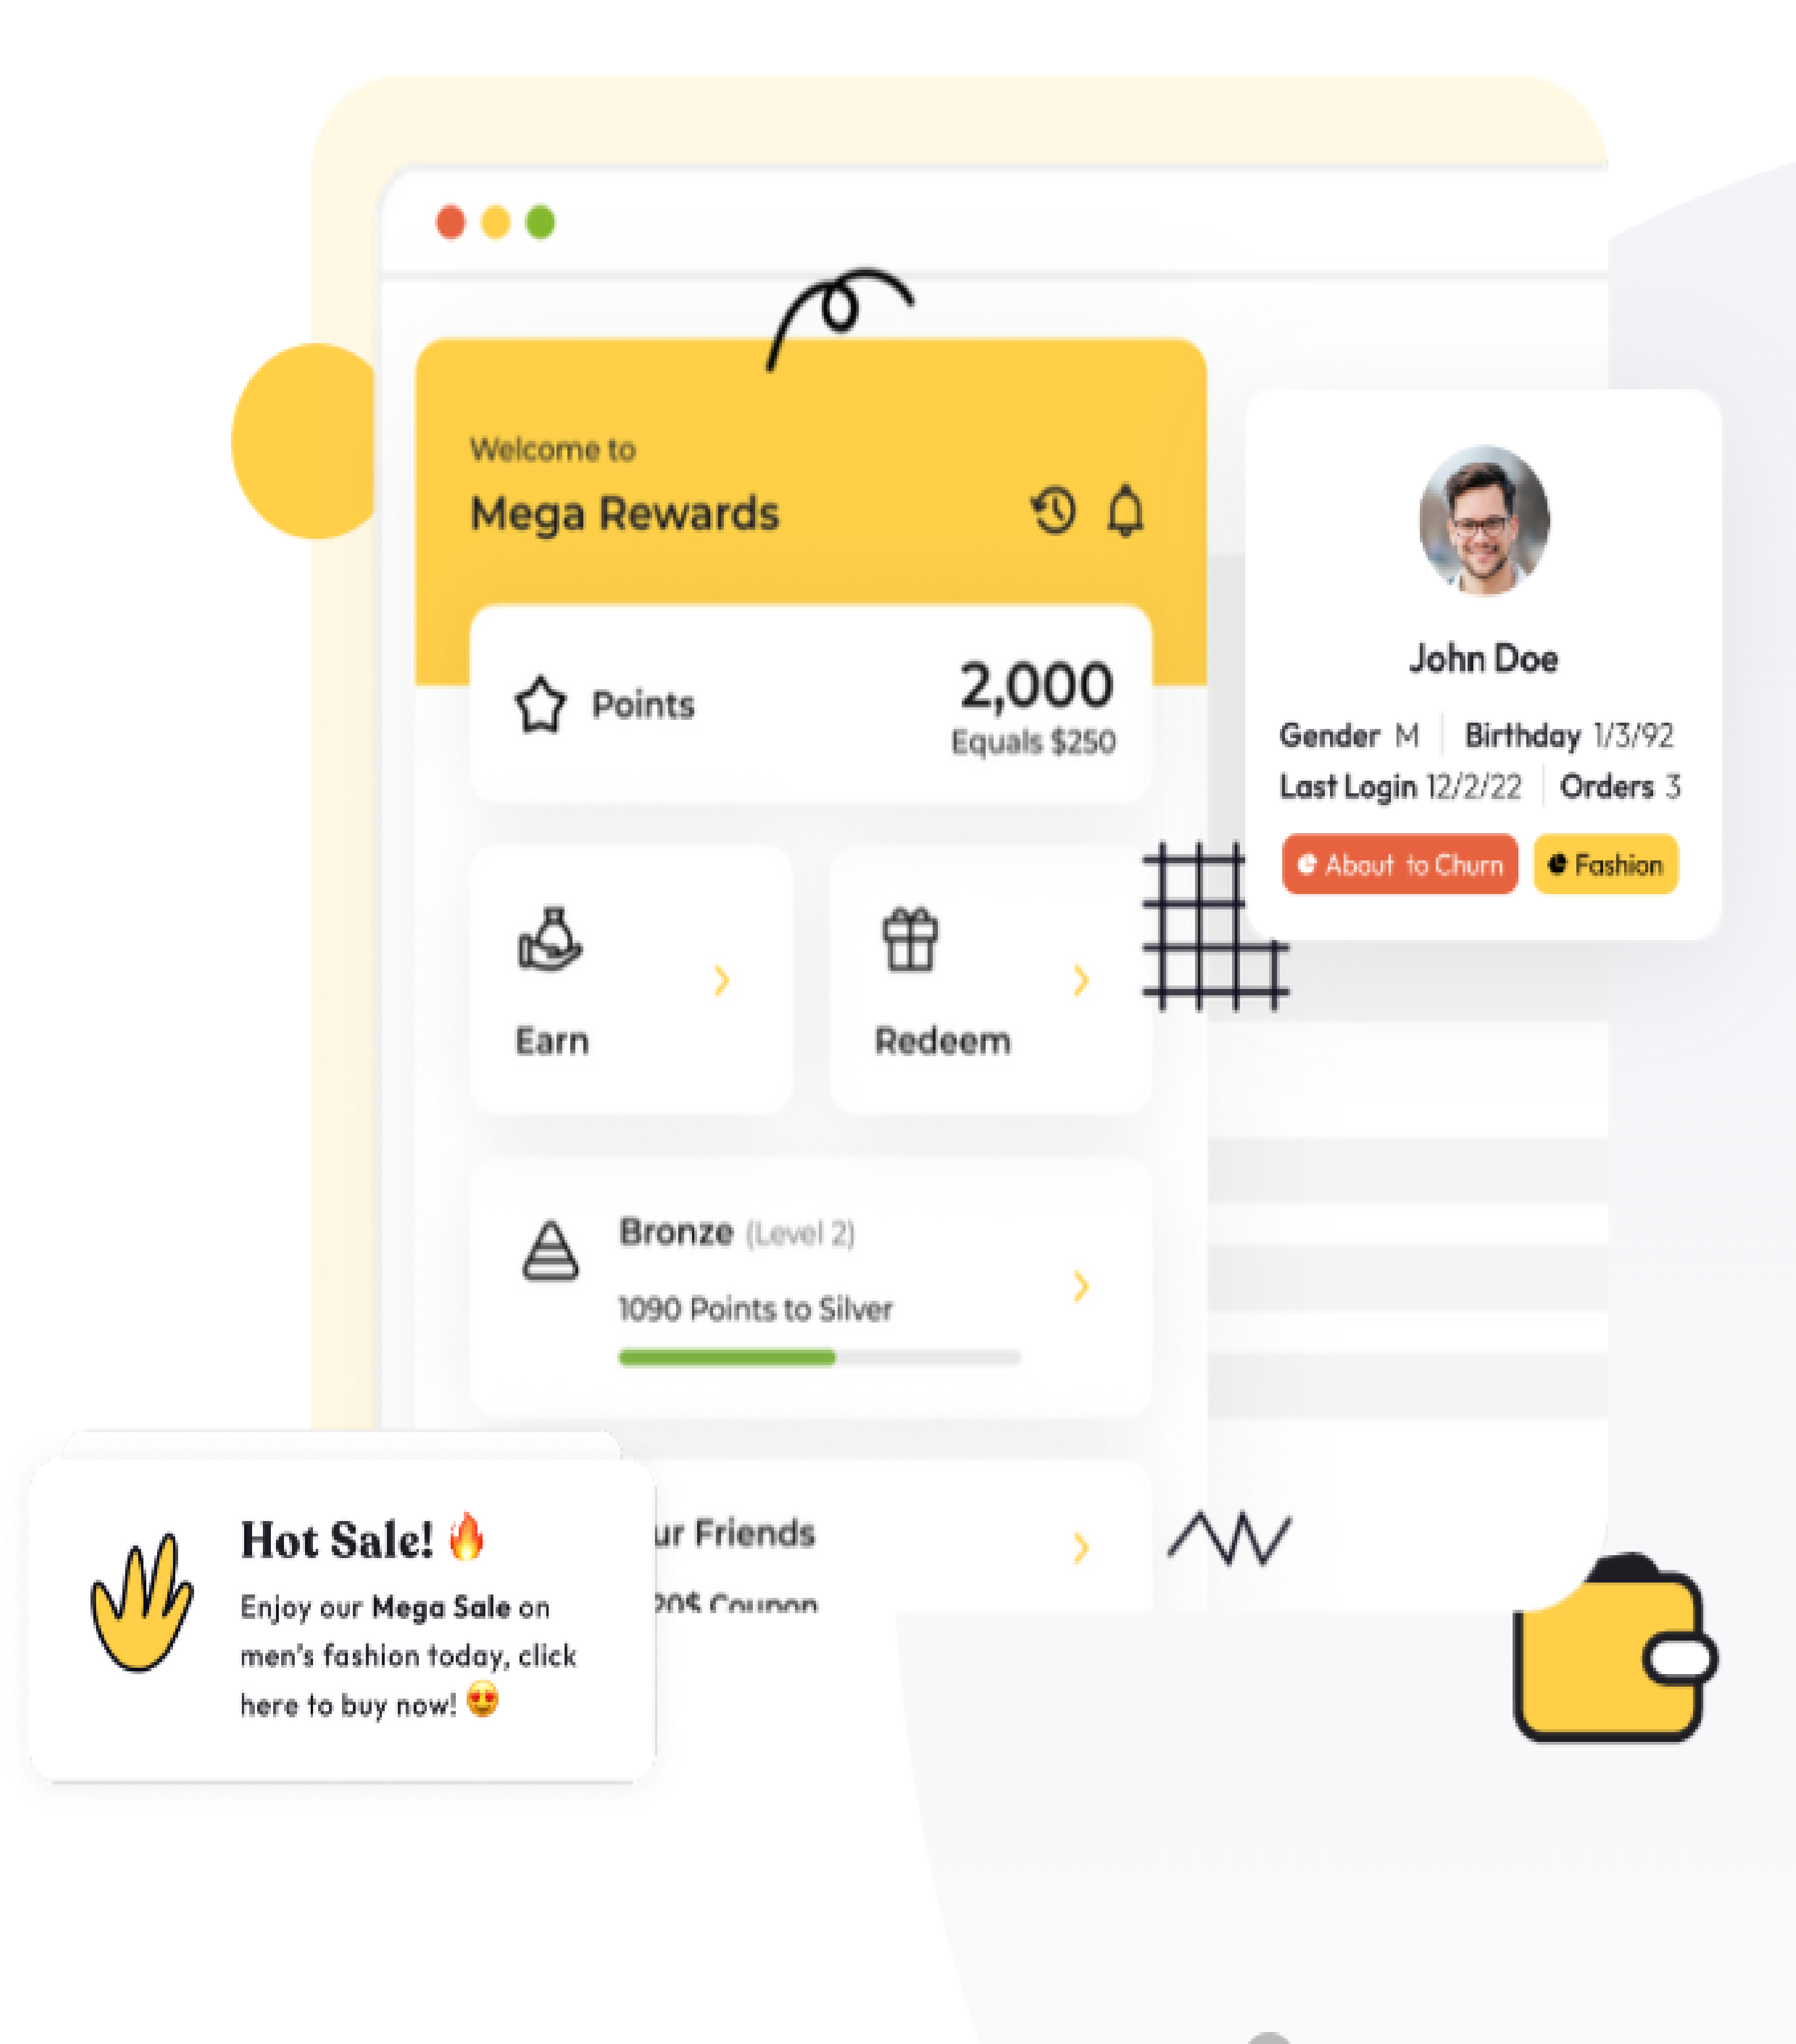 Welcome to
Mega Rewards
Points
2,000
Equals $250
Earn
Redeem
Bronze (Level 2)
1090 Points to Silver
ur Friends
20$ Coupon
John Doe
Gender M
Birthday 1/3/92
Last Login 12/2/22
Orders 3
About to Churn
Fashion
Hot Sale! 🔥
Enjoy our Mega Sale on
men's fashion today, click
here to buy now! 😍